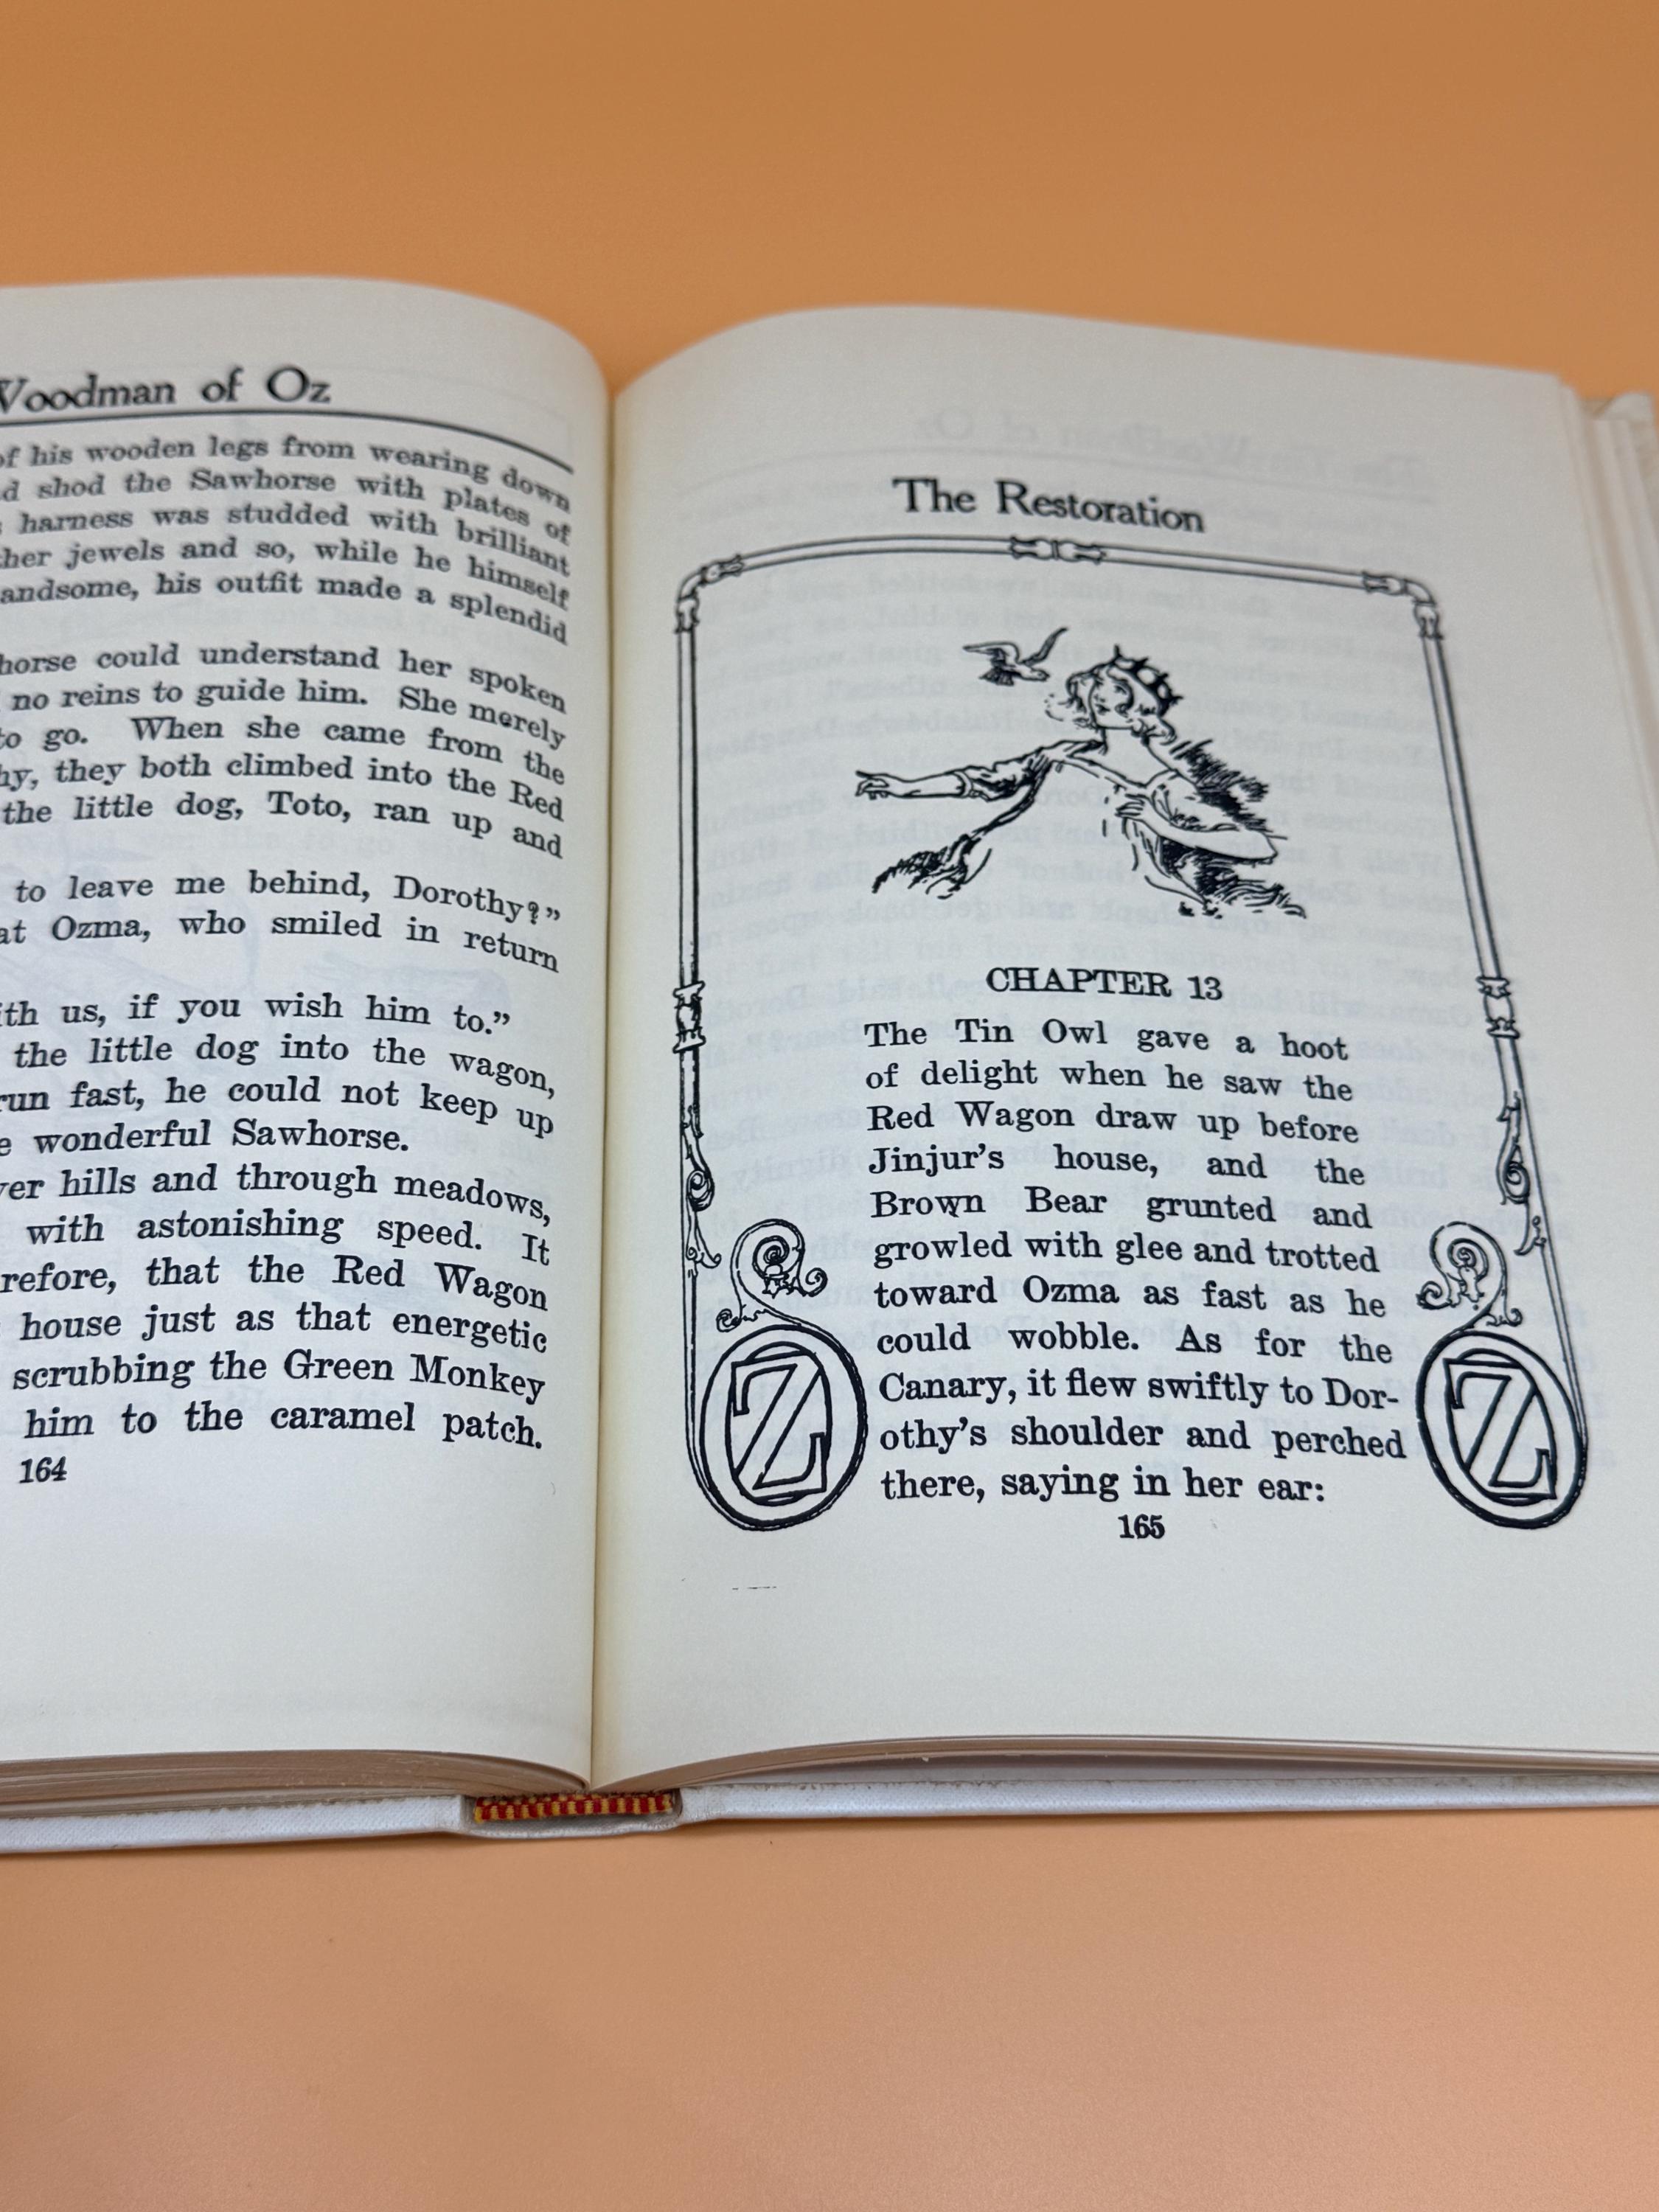 Woodman of Oz
of his wooden legs from wearing down
shod the Sawhorse with plates of
harness was studded with brilliant
jewels and so, while he himself
his outfit made a splendid
could understand her spoken
no reins to guide him. She merely
to go. When she came from the
they both climbed into the Red
the little dog, Toto, ran up and
to leave me behind, Dorothy?”
at Ozma, who smiled in return
us, if you wish him to.”
the little dog into the wagon,
run fast, he could not keep up
wonderful Sawhorse.
hills and through meadows,
with astonishing speed. It
that the Red Wagon
house just as that energetic
scrubbing the Green Monkey
him to the caramel patch.
164
The Restoration
CHAPTER 13
The Tin Owl gave a hoot
of delight when he saw the
Red Wagon draw up before
Jinjur’s house, and the
Brown Bear grunted and
growled with glee and trotted
toward Ozma as fast as he
could wobble. As for the
Canary, it flew swiftly to Dor-
othy’s shoulder and perched
there, saying in her ear:
OZ
OZ
165